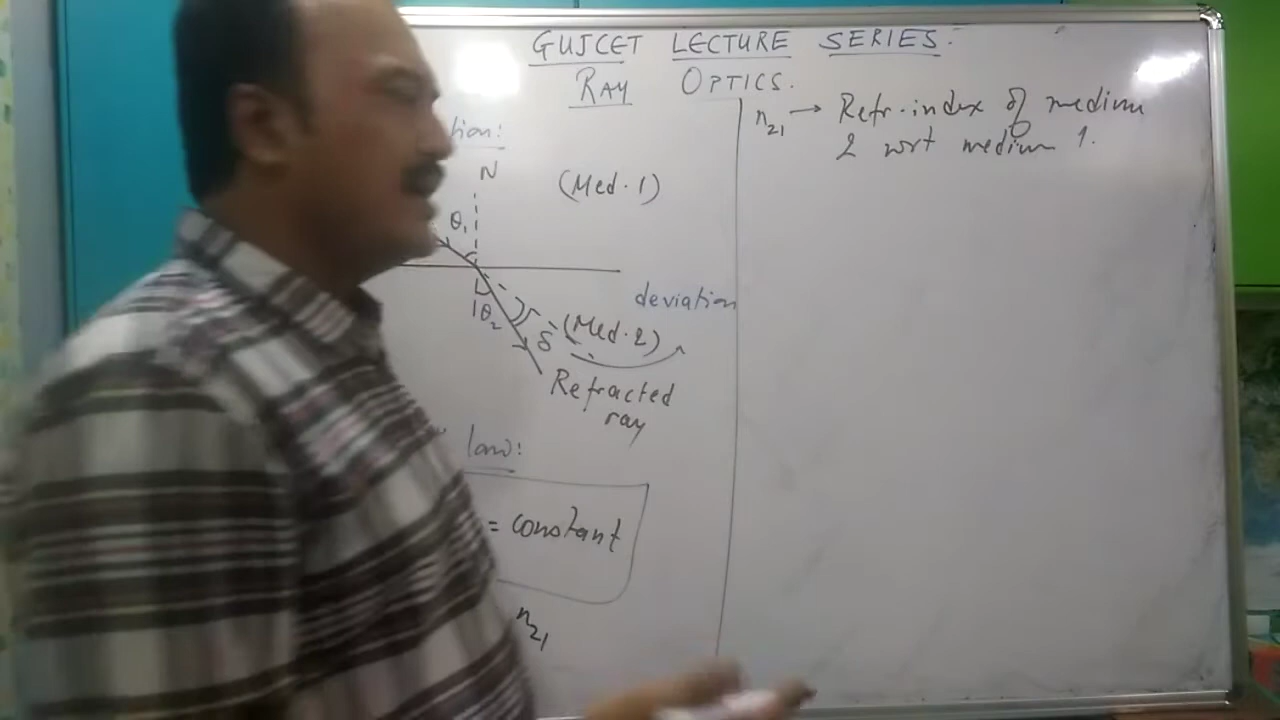 GUJCET LECTURE SERIES.
RAY OPTICS.
tion:
N
(Med. 1)
θ₁
deviation
θ₂
δ
(Med. 2)
Refracted
ray
law:
= constant
n₂₁
n₂₁ → Refr. index of medium
2 wrt medium 1.